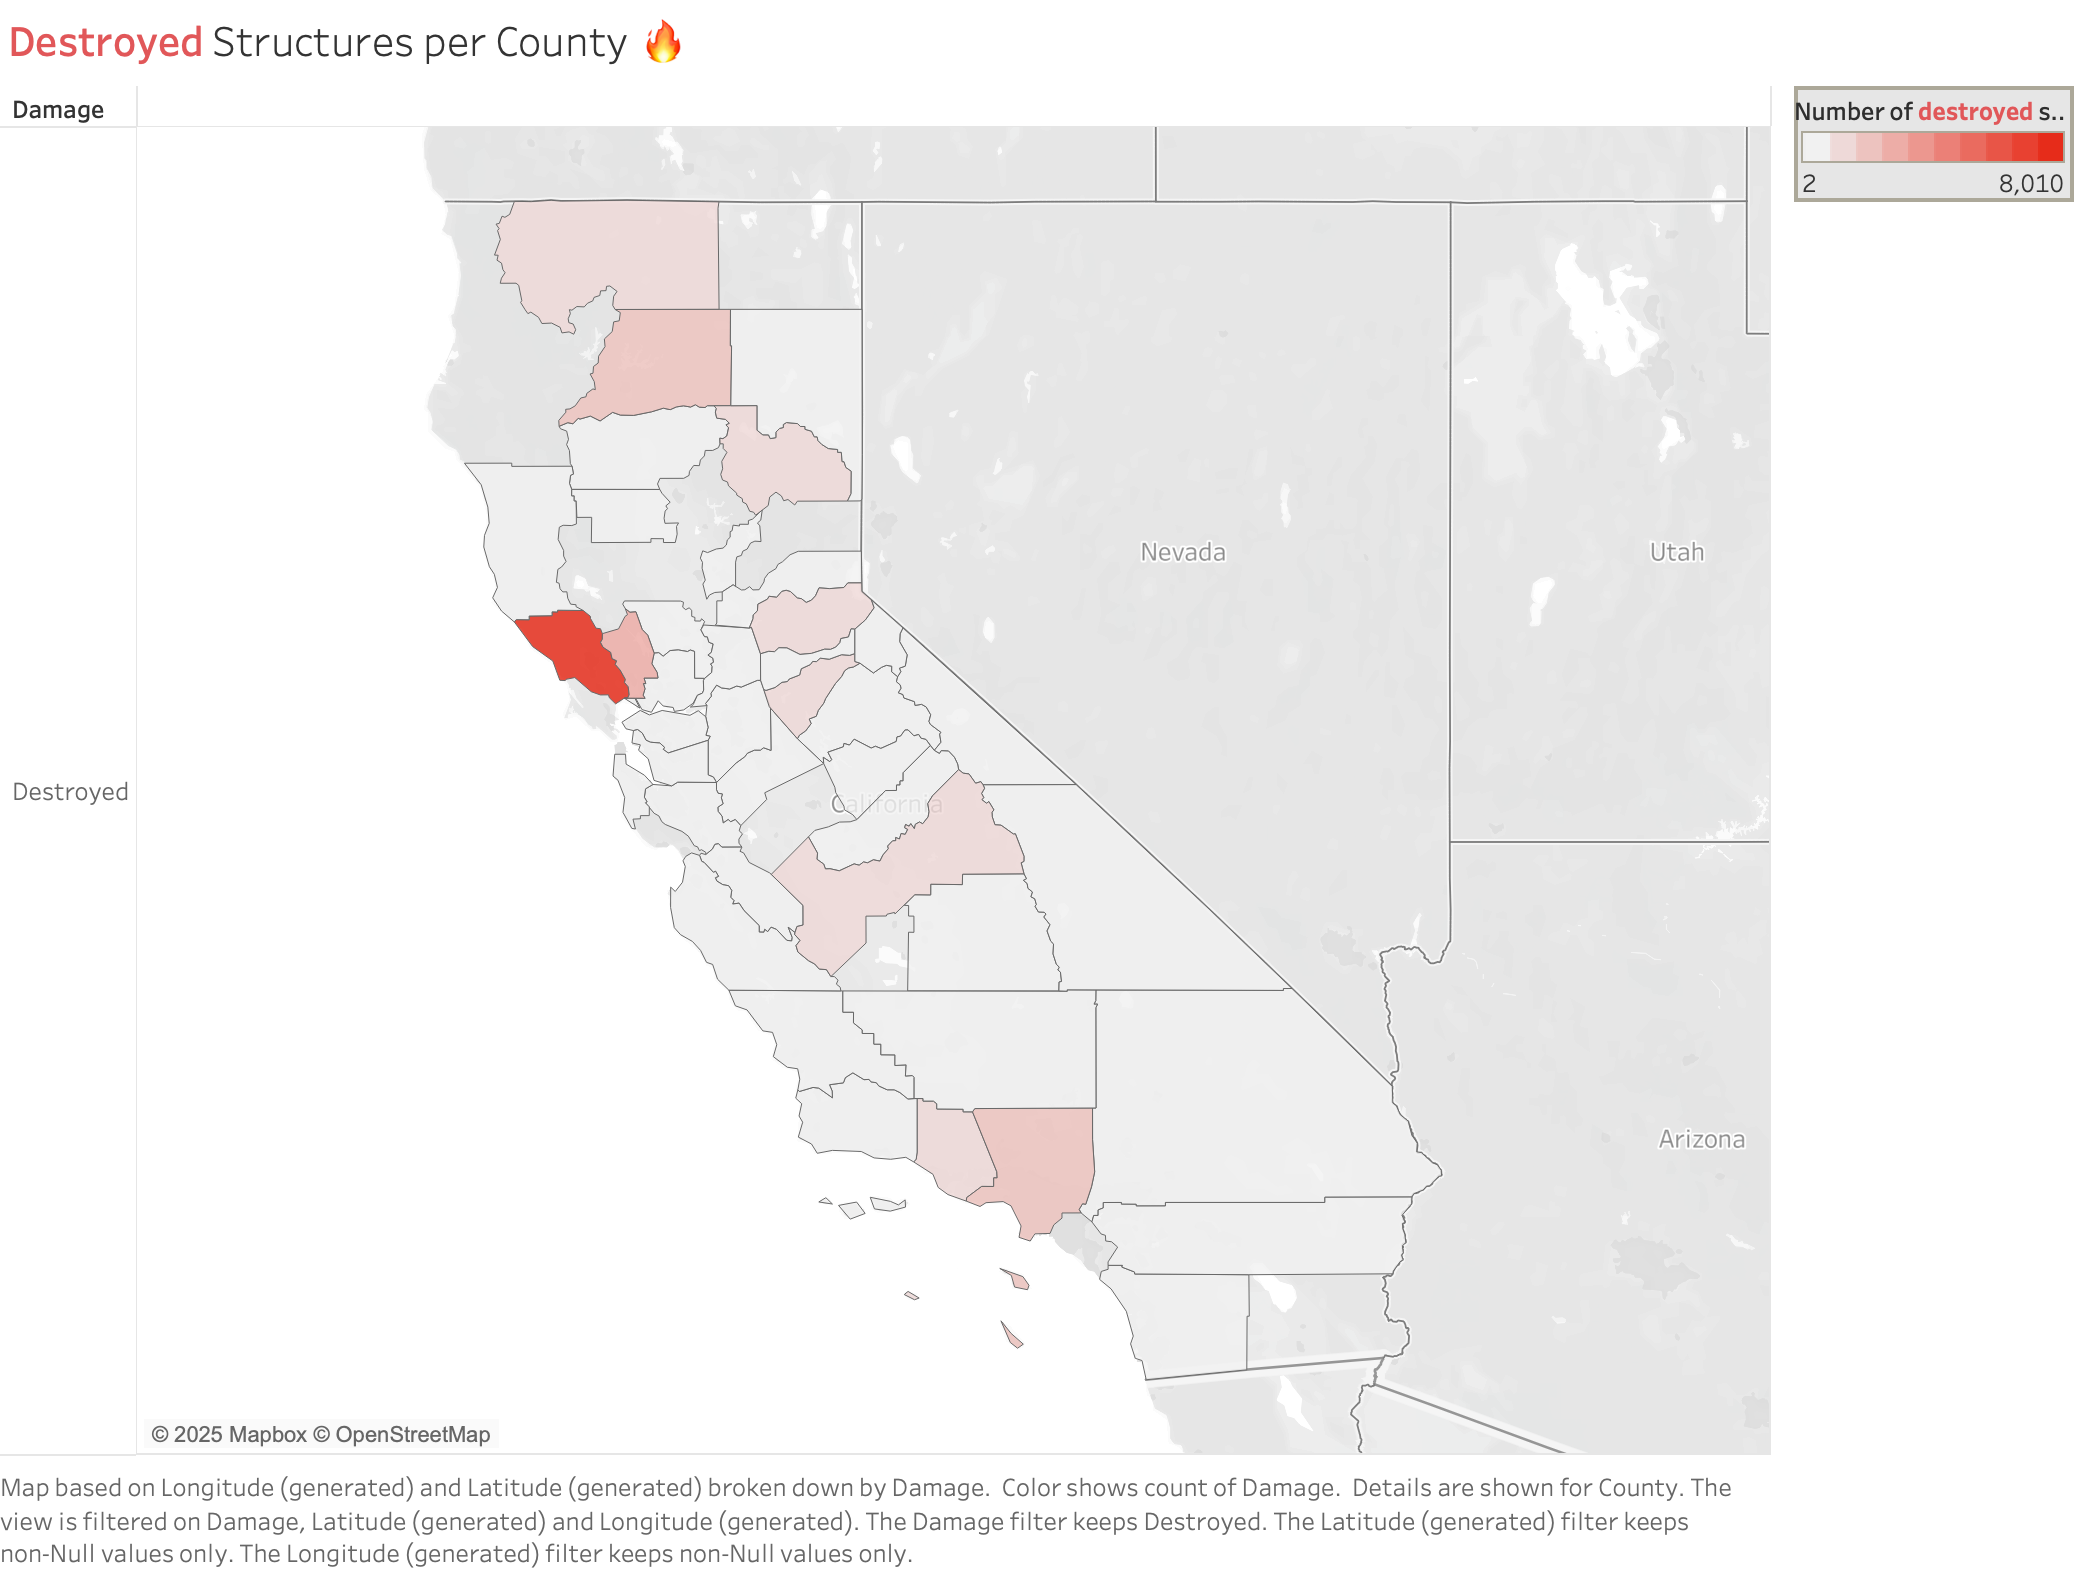 Destroyed Structures per County 🔥
Damage
Number of destroyed s..
2 8,010
Nevada
Utah
Destroyed
California
Arizona
© 2025 Mapbox © OpenStreetMap
Map based on Longitude (generated) and Latitude (generated) broken down by Damage.  Color shows count of Damage.  Details are shown for County. The
view is filtered on Damage, Latitude (generated) and Longitude (generated). The Damage filter keeps Destroyed. The Latitude (generated) filter keeps
non-Null values only. The Longitude (generated) filter keeps non-Null values only.